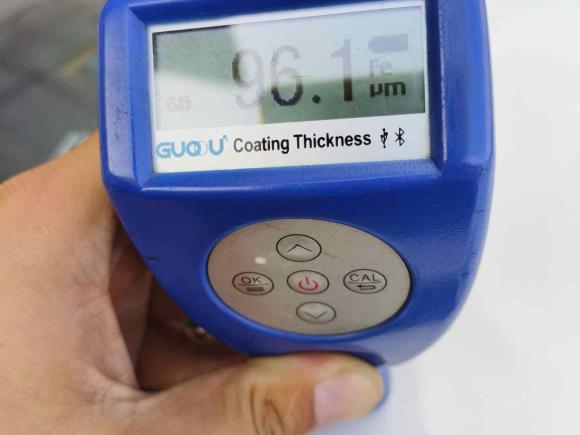 96.1
Fe
µm
68
GUOOU Coating Thickness
OK
CAL